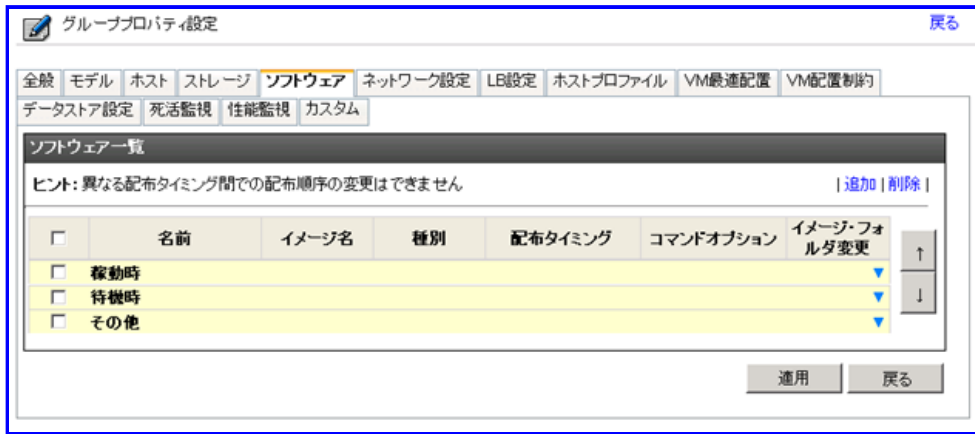 グループプロパティ設定 戻る
全般 モデル ホスト ストレージ ソフトウェア ネットワーク設定 LB設定 ホストプロファイル VM最適配置 VM配置制約
データストア設定 死活監視 性能監視 カスタム
ソフトウェア一覧
ヒント: 異なる配布タイミング間での配布順序の変更はできません | 追加 | 削除 |
名前 イメージ名 種別 配布タイミング コマンドオプション イメージ・フォ
ルダ変更
↑
稼動時 ▼
待機時 ▼
↓
その他 ▼
適用 戻る